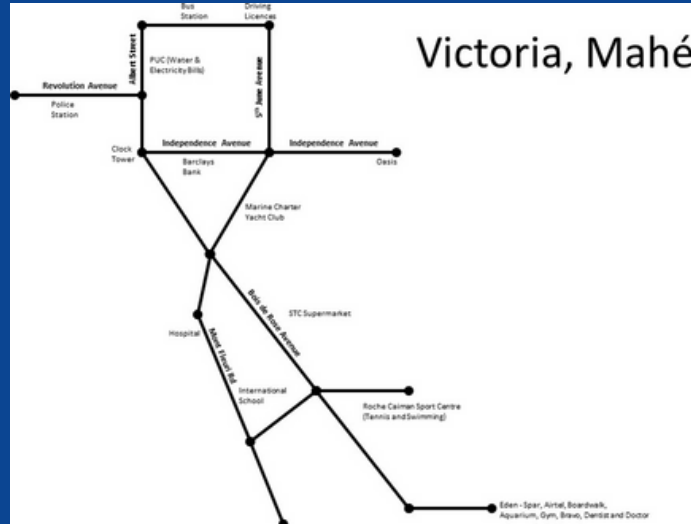 Bus
Station
Driving
Licences
Victoria, Mahé
Albert Street
PUC (Water &
Electricity Bills)
5th June Avenue
Revolution Avenue
Police
Station
Clock
Tower
Independence Avenue
Independence Avenue
Barclays
Bank
Oasis
Marine Charter
Yacht Club
Bois de Rose Avenue
STC Supermarket
Hospital
Mont Fleuri Rd
International
School
Roche Caiman Sport Centre
(Tennis and Swimming)
Eden - Spar, Airtel, Boardwalk,
Aquarium, Gym, Bravo, Dentist and Doctor